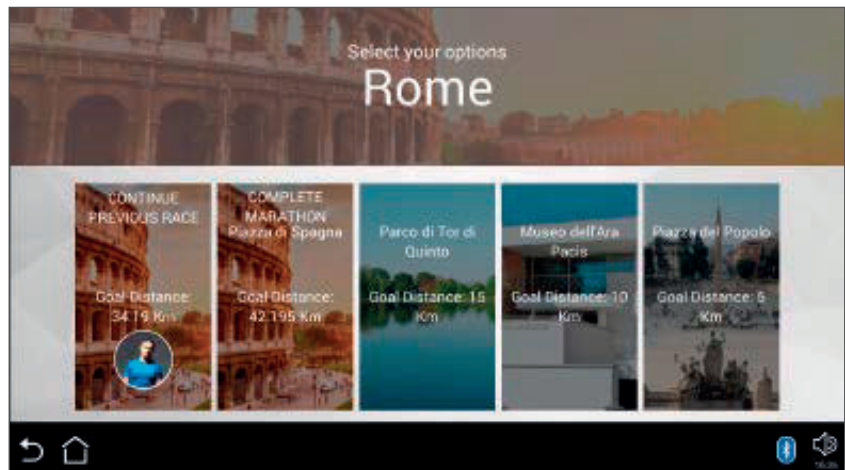 Select your options
Rome
CONTINUE
PREVIOUS RACE
Goal Distance:
34.19 Km
COMPLETE
MARATHON
Piazza di Spagna
Goal Distance:
42.195 Km
Parco di Tor di
Quinto
Goal Distance: 15
Km
Museo dell'Ara
Pacis
Goal Distance: 10
Km
Piazza del Popolo
Goal Distance: 5
Km